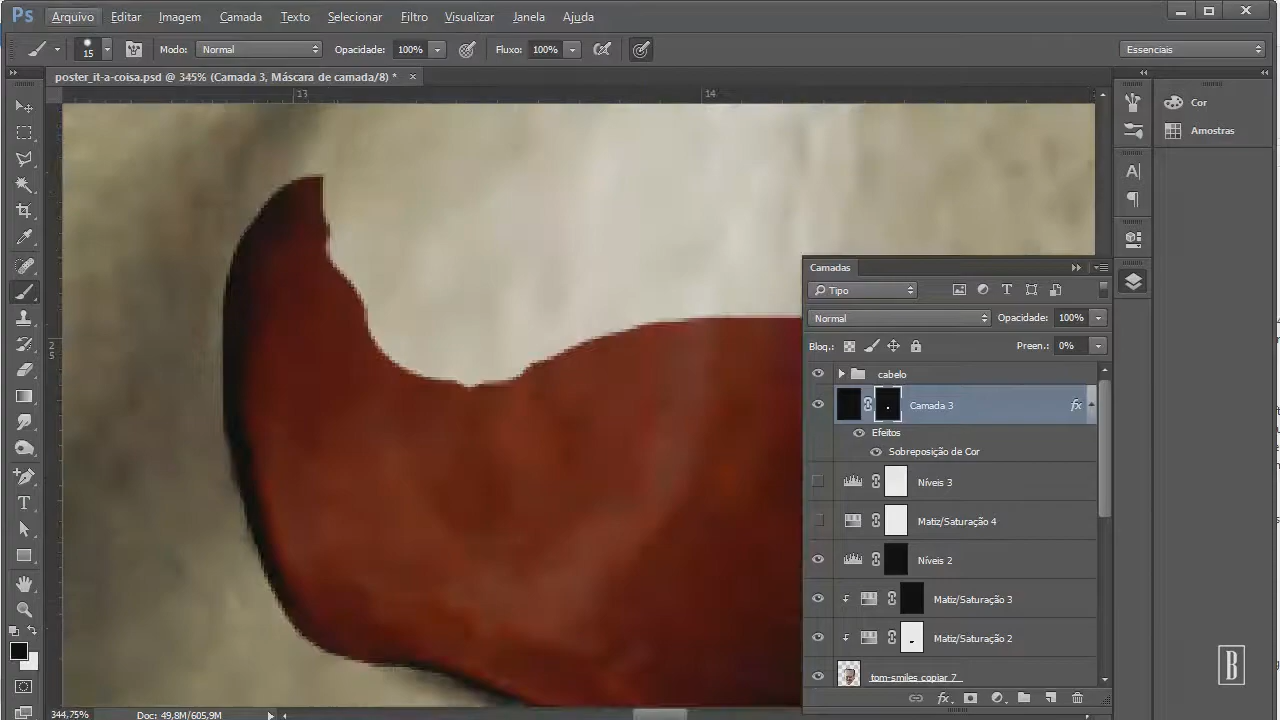 Ps Arquivo Editar Imagem Camada Texto Selecionar Filtro Visualizar Janela Ajuda
15 Modo: Normal Opacidade: 100% Fluxo: 100% Essenciais
poster_it-a-coisa.psd @ 345% (Camada 3, Máscara de camada/8) * ×
13 14
25
Cor
Amostras
Camadas
Tipo
Normal Opacidade: 100%
Bloq.: Preen.: 0%
cabelo
Camada 3 fx
Efeitos
Sobreposição de Cor
Níveis 3
Matiz/Saturação 4
Níveis 2
Matiz/Saturação 3
Matiz/Saturação 2
tom-smiles copiar 7
fx
344,75% Doc: 49,8M/605,9M
B